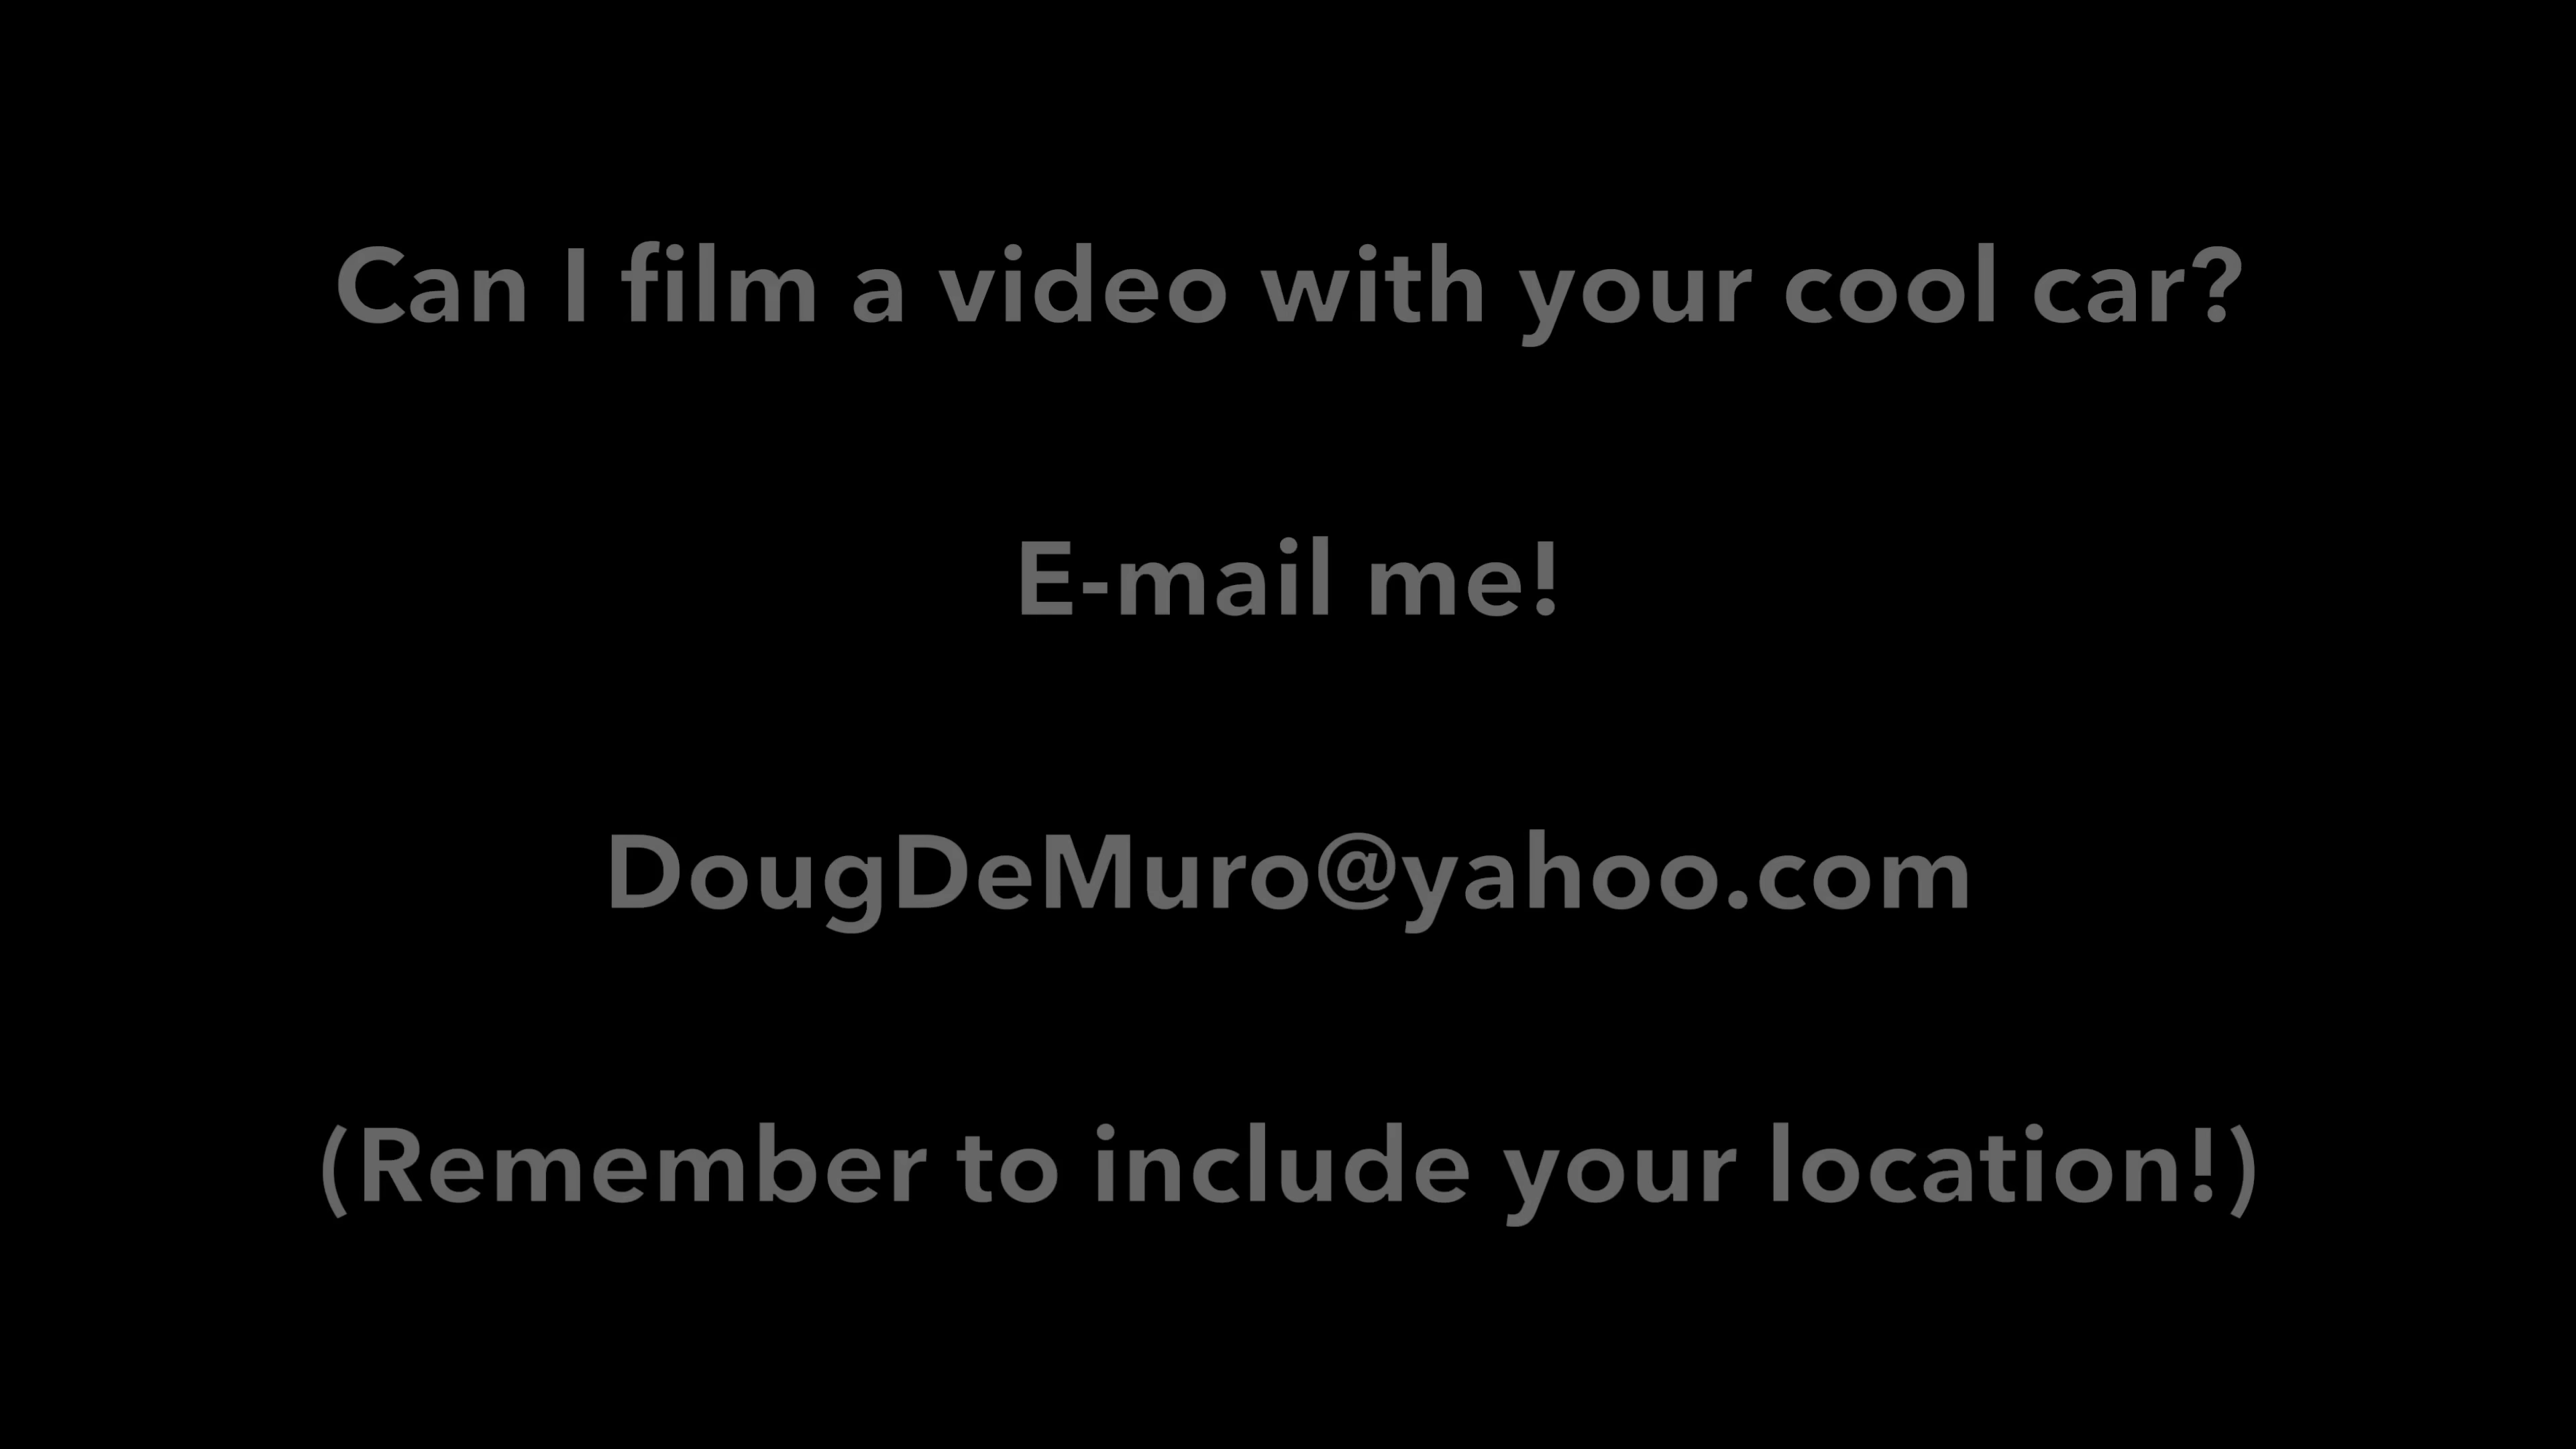 Can I film a video with your cool car?
E-mail me!
DougDeMuro@yahoo.com
(Remember to include your location!)